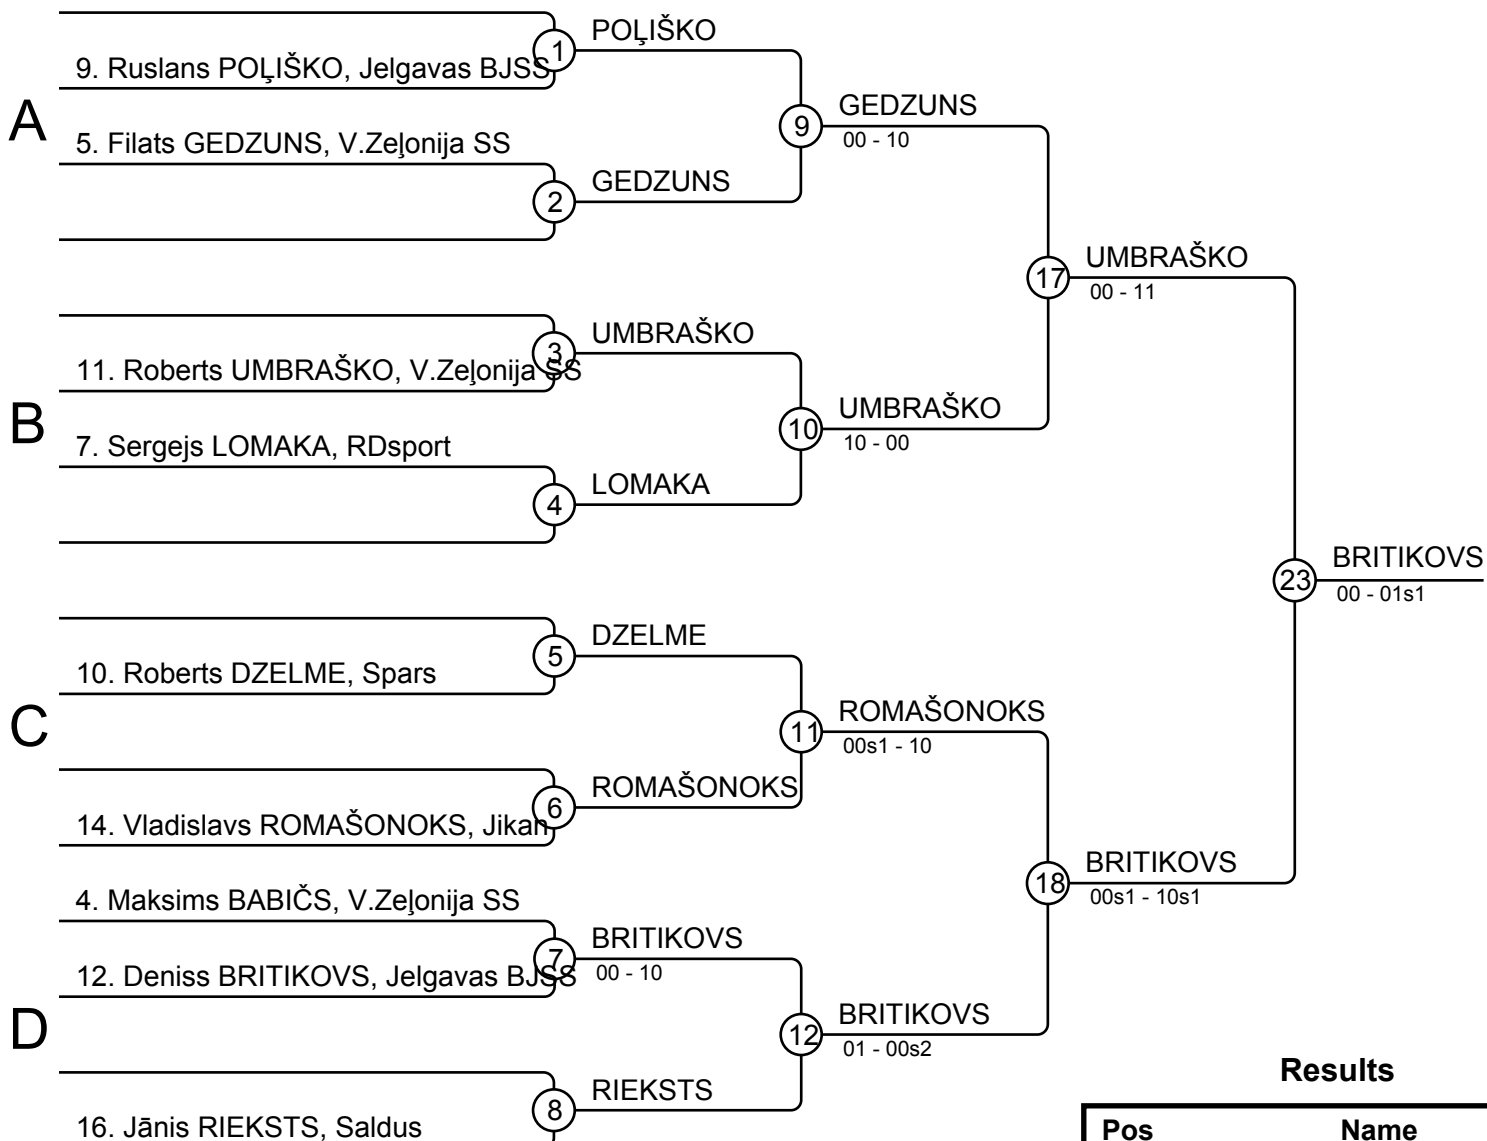 POĻIŠKO
1
9. Ruslans POĻIŠKO, Jelgavas BJSS
A
GEDZUNS
9
00 - 10
5. Filats GEDZUNS, V.Zeļonija SS
GEDZUNS
2
UMBRAŠKO
17
00 - 11
UMBRAŠKO
3
11. Roberts UMBRAŠKO, V.Zeļonija SS
B
UMBRAŠKO
10
10 - 00
7. Sergejs LOMAKA, RDsport
LOMAKA
4
BRITIKOVS
23
00 - 01s1
DZELME
5
10. Roberts DZELME, Spars
C
ROMAŠONOKS
11
00s1 - 10
ROMAŠONOKS
6
14. Vladislavs ROMAŠONOKS, Jikan
BRITIKOVS
18
00s1 - 10s1
4. Maksims BABIČS, V.Zeļonija SS
BRITIKOVS
7
00 - 10
12. Deniss BRITIKOVS, Jelgavas BJSS
D
BRITIKOVS
12
01 - 00s2
RIEKSTS
8
16. Jānis RIEKSTS, Saldus
Results
Pos Name